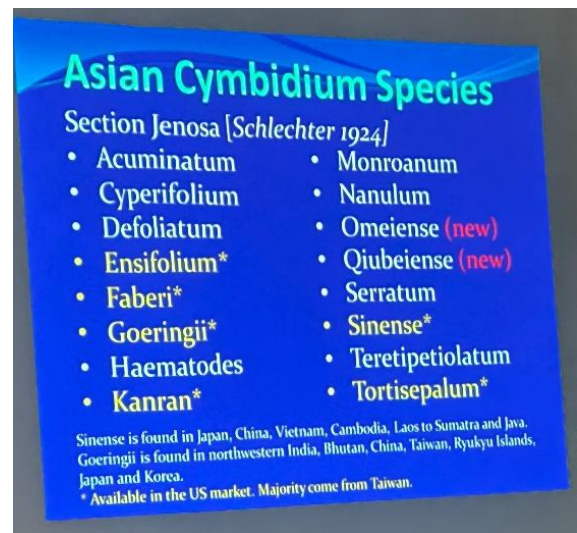 Asian Cymbidium Species
Section Jenosa [Schlechter 1924]
• Acuminatum
• Cyperifolium
• Defoliatum
• Ensifolium*
• Faberi*
• Goeringii*
• Haematodes
• Kanran*
• Monroanum
• Nanulum
• Omeiense (new)
• Qiubeiense (new)
• Serratum
• Sinense*
• Teretipetiolatum
• Tortisepalum*
Sinense is found in Japan, China, Vietnam, Cambodia, Laos to Sumatra and Java.
Goeringii is found in northwestern India, Bhutan, China, Taiwan, Ryukyu Islands,
Japan and Korea.
* Available in the US market. Majority come from Taiwan.